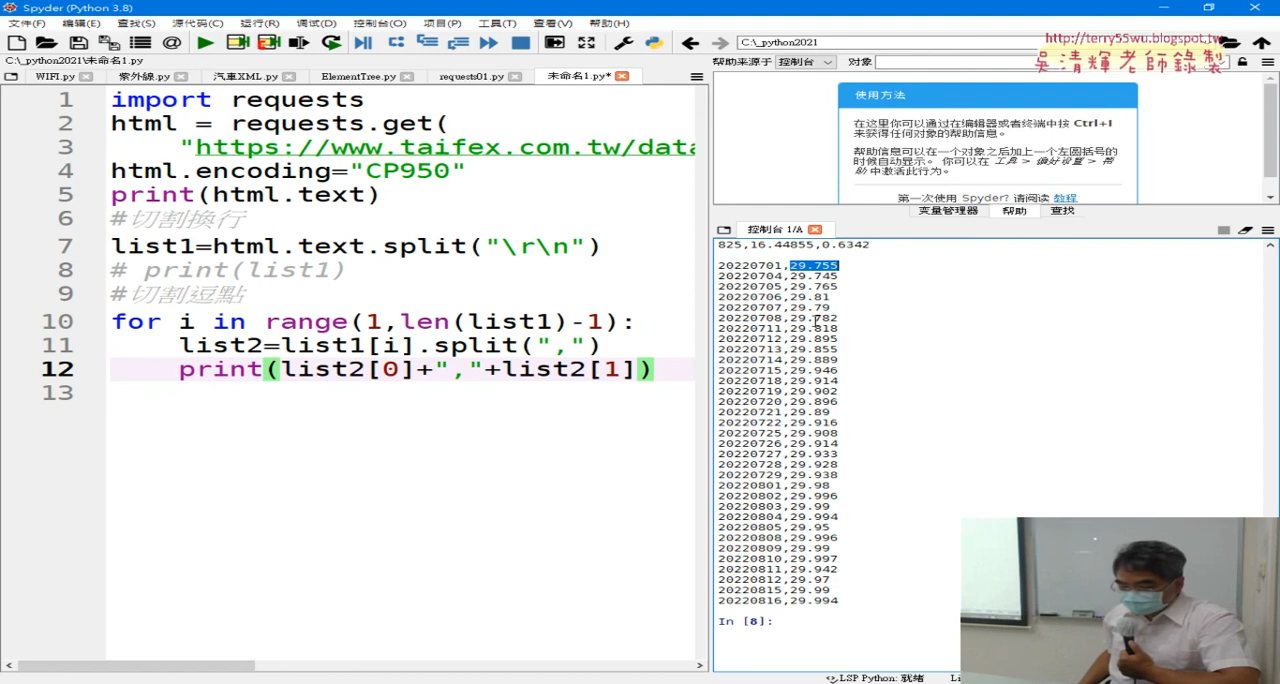 Spyder (Python 3.8)
文件(F) 编辑(E) 查找(S) 源代码(C) 运行(R) 调试(D) 控制台(O) 项目(P) 工具(T) 查看(V) 帮助(H)
C:\_python2021
http://terry55wu.blogspot.tw
吳清輝老師錄製
C:\_python2021\未命名1.py
WIFI.py 紫外線.py 汽車XML.py ElementTree.py requests01.py 未命名1.py*
帮助来源于 控制台 对象
1 import requests
2 html = requests.get(
3 "https://www.taifex.com.tw/data
4 html.encoding="CP950"
5 print(html.text)
6 #切割換行
7 list1=html.text.split("\r\n")
8 # print(list1)
9 #切割逗點
10 for i in range(1,len(list1)-1):
11 list2=list1[i].split(",")
12 print(list2[0]+","+list2[1])
13
使用方法
在这里你可以通过在编辑器或者终端中按 Ctrl+I
来获得任何对象的帮助信息。
帮助信息可以在一个对象之后加上一个左圆括号的
时候自动显示。 你可以在 工具 > 偏好设置 > 帮
助 中激活此行为。
第一次使用 Spyder? 请阅读 教程
变量管理器 帮助 查找
控制台 1/A
825,16.44855,0.6342
20220701,29.755
20220704,29.745
20220705,29.765
20220706,29.81
20220707,29.79
20220708,29.782
20220711,29.818
20220712,29.895
20220713,29.855
20220714,29.889
20220715,29.946
20220718,29.914
20220719,29.902
20220720,29.896
20220721,29.89
20220722,29.916
20220725,29.908
20220726,29.914
20220727,29.933
20220728,29.928
20220729,29.938
20220801,29.98
20220802,29.996
20220803,29.99
20220804,29.994
20220805,29.95
20220808,29.996
20220809,29.99
20220810,29.997
20220811,29.942
20220812,29.97
20220815,29.99
20220816,29.994
In [8]:
LSP Python: 就绪